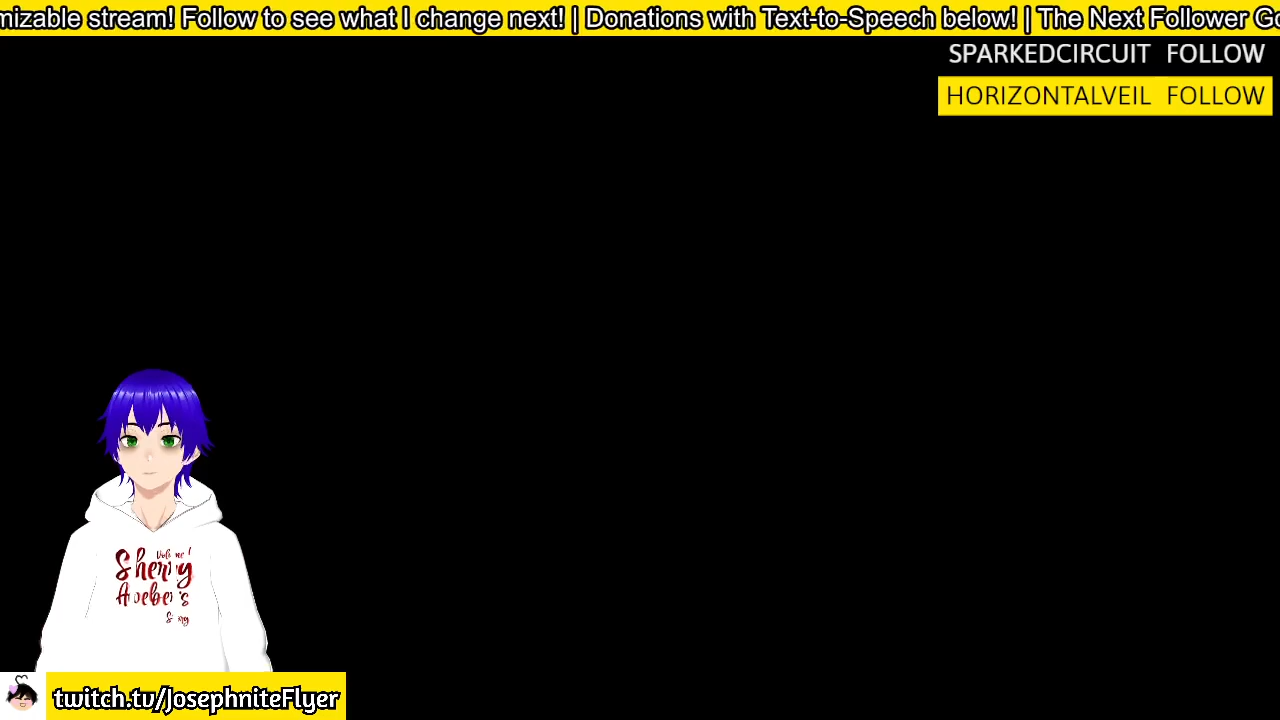 mizable stream! Follow to see what I change next! | Donations with Text-to-Speech below! | The Next Follower Go
SPARKEDCIRCUIT FOLLOW
HORIZONTALVEIL FOLLOW
Sherry
twitch.tv/JosephniteFlyer